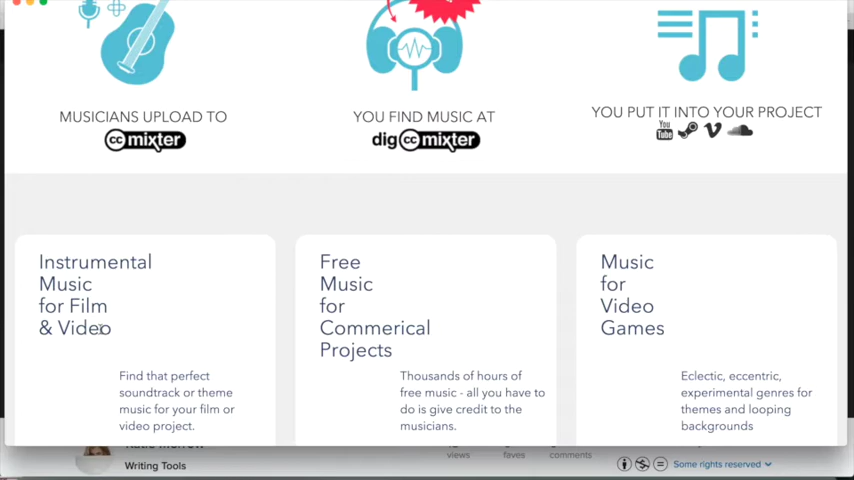 MUSICIANS UPLOAD TO
cc mixter
YOU FIND MUSIC AT
dig cc mixter
YOU PUT IT INTO YOUR PROJECT
You Tube
Instrumental
Music
for Film
& Video
Find that perfect
soundtrack or theme
music for your film or
video project.
Free
Music
for
Commerical
Projects
Thousands of hours of
free music - all you have to
do is give credit to the
musicians.
Music
for
Video
Games
Eclectic, eccentric,
experimental genres for
themes and looping
backgrounds
Writing Tools
views
faves
comments
Some rights reserved